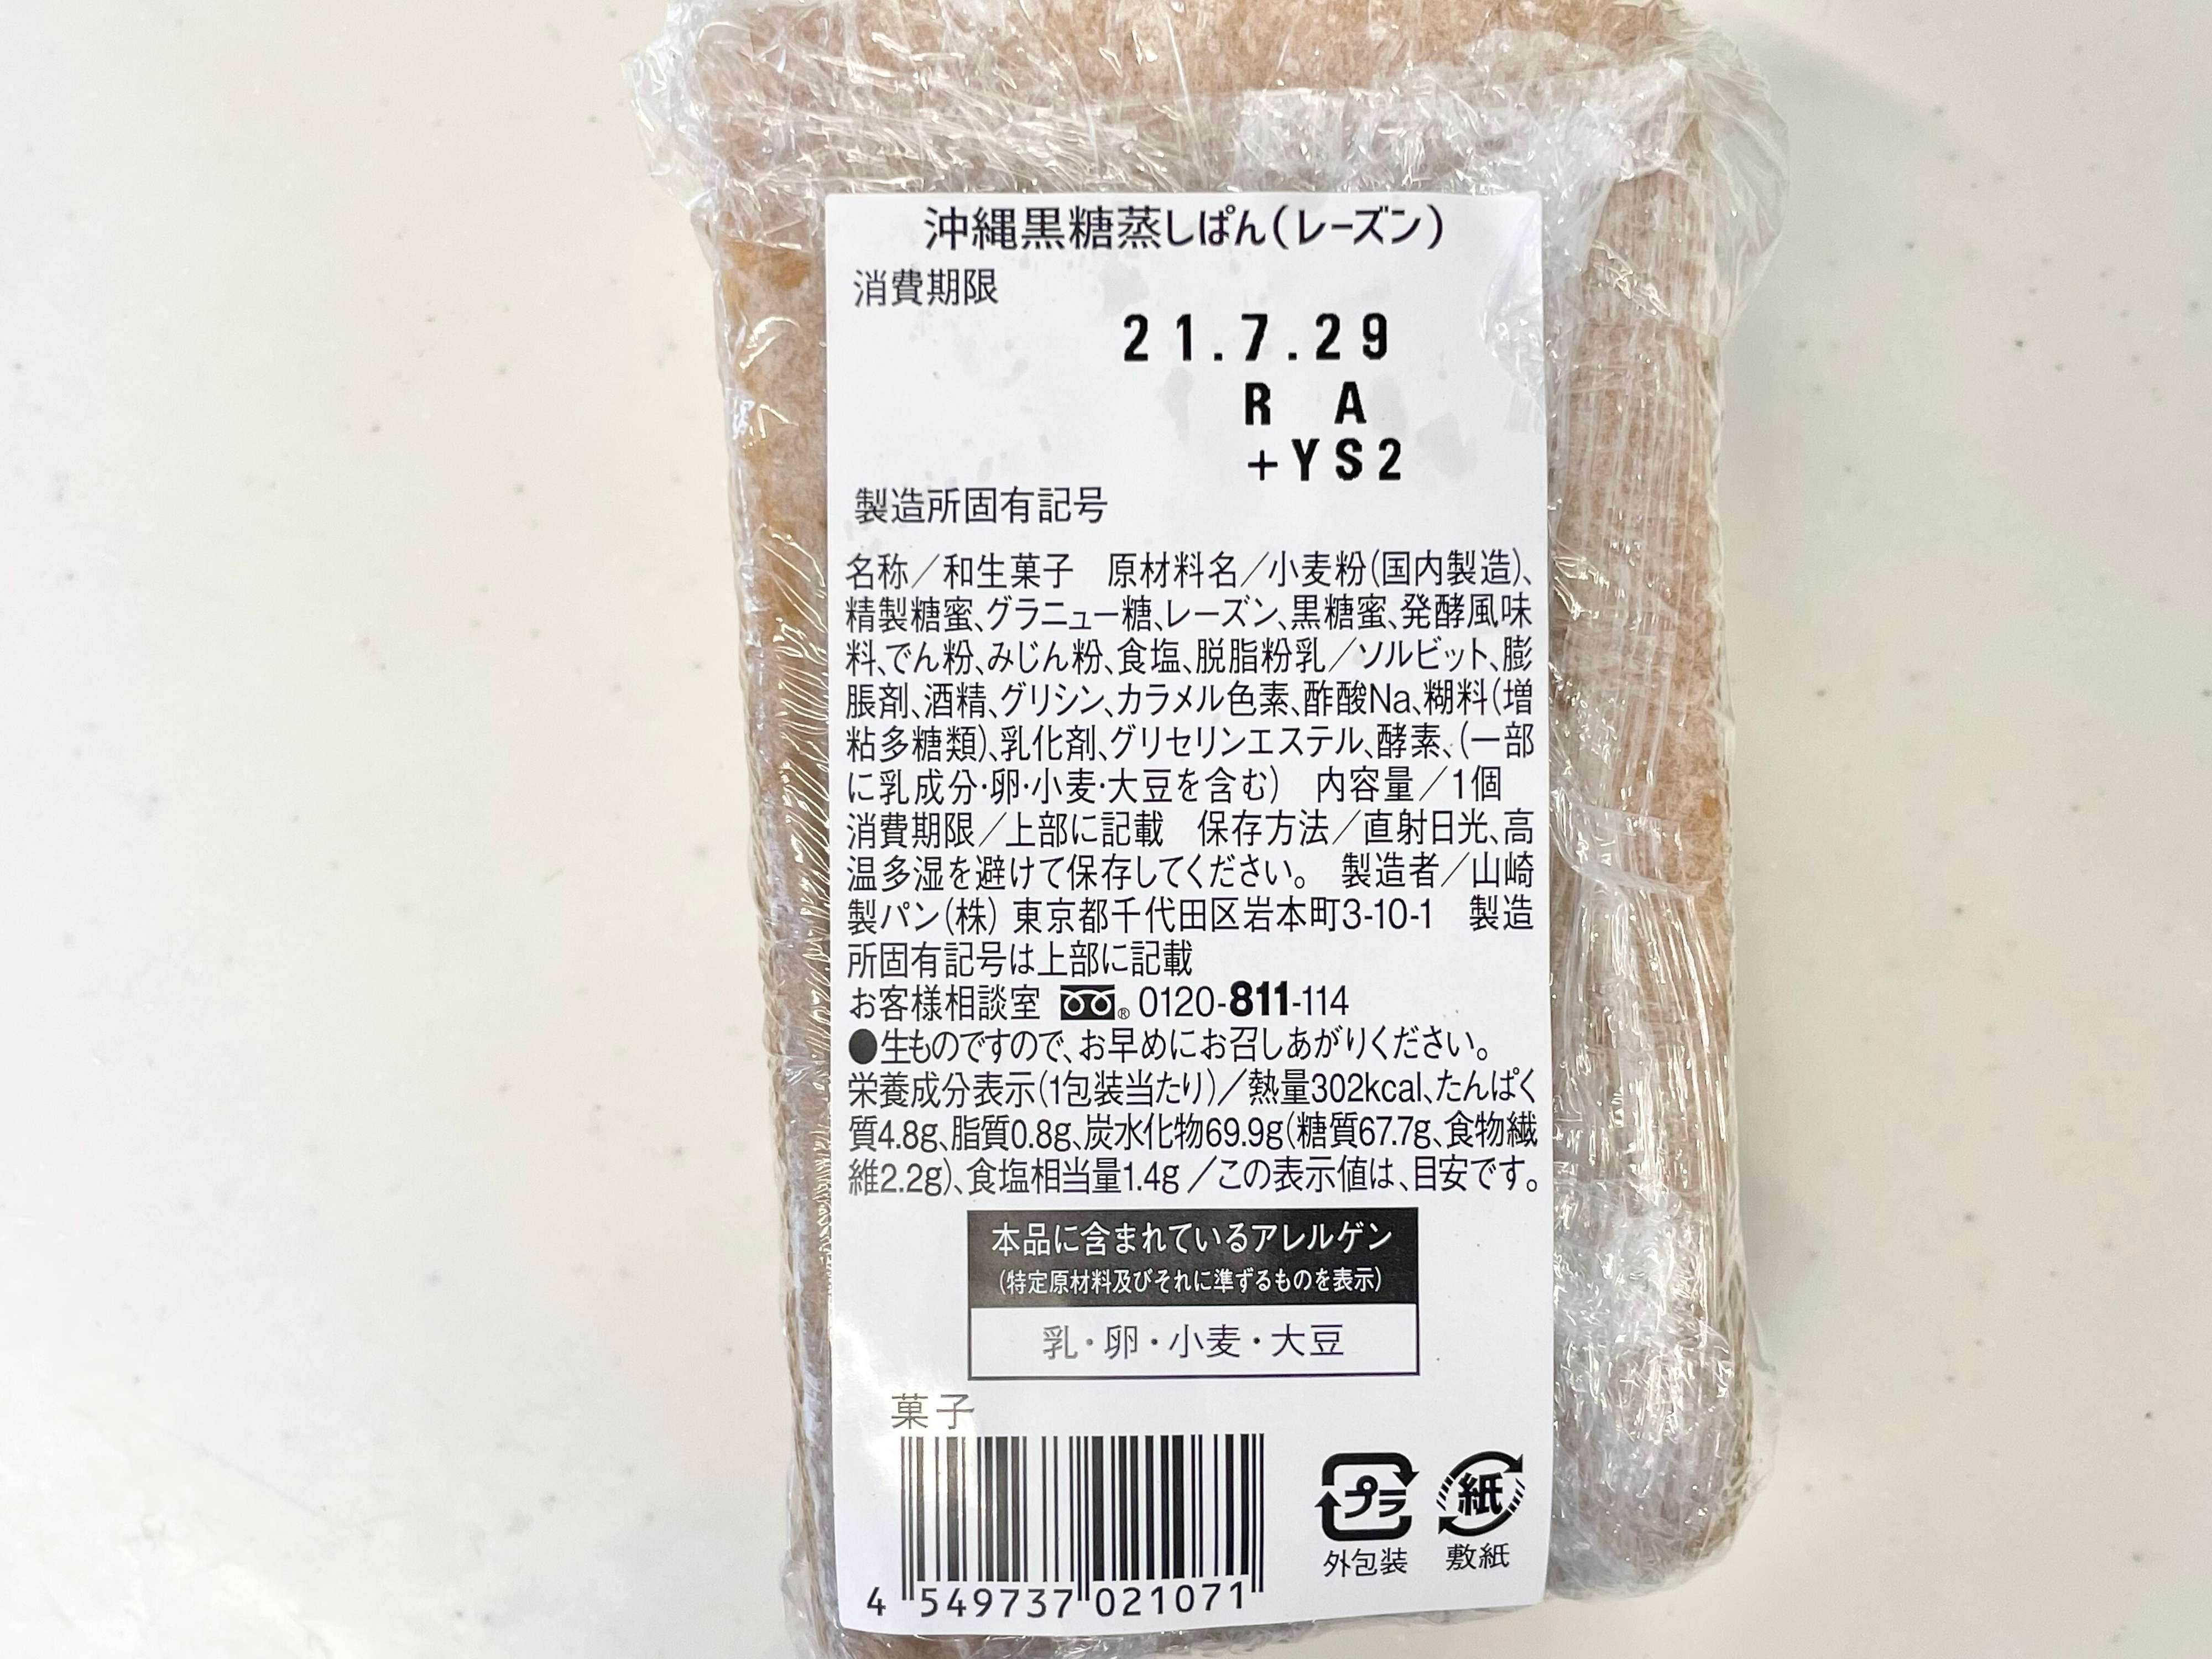 沖縄黒糖蒸しぱん(レーズン)
消費期限
21.7.29
R A
+YS2
製造所固有記号
名称/和生菓子 原材料名/小麦粉(国内製造)、
精製糖蜜、グラニュー糖、レーズン、黒糖蜜、発酵風味
料、でん粉、みじん粉、食塩、脱脂粉乳/ソルビット、膨
脹剤、酒精、グリシン、カラメル色素、酢酸Na、糊料(増
粘多糖類)、乳化剤、グリセリンエステル、酵素、(一部
に乳成分・卵・小麦・大豆を含む) 内容量/1個
消費期限/上部に記載 保存方法/直射日光、高
温多湿を避けて保存してください。 製造者/山崎
製パン(株) 東京都千代田区岩本町3-10-1 製造
所固有記号は上部に記載
お客様相談室 ® 0120-811-114
●生ものですので、お早めにお召しあがりください。
栄養成分表示(1包装当たり)/熱量302kcal、たんぱく
質4.8g、脂質0.8g、炭水化物69.9g(糖質67.7g、食物繊
維2.2g)、食塩相当量1.4g/この表示値は、目安です。
本品に含まれているアレルゲン
(特定原材料及びそれに準ずるものを表示)
乳・卵・小麦・大豆
菓子
プラ 紙
外包装 敷紙
4 549737 021071